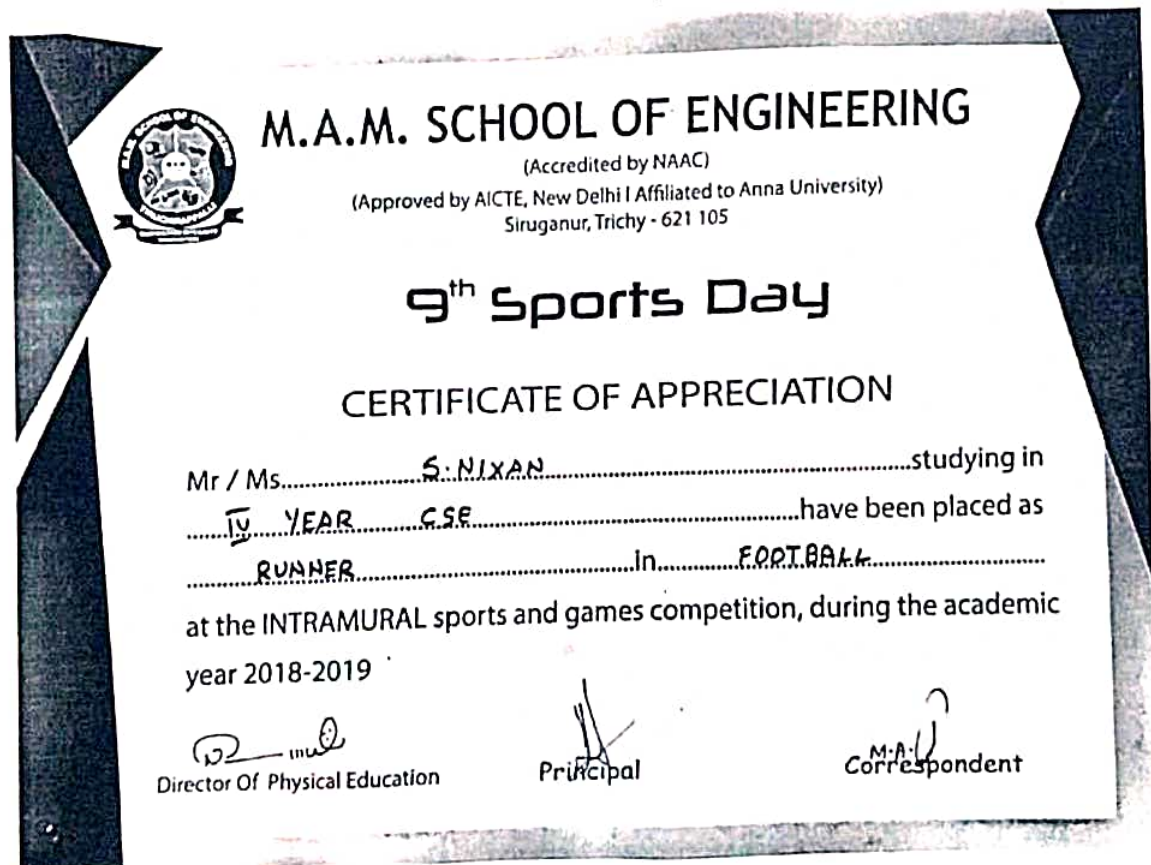 M.A.M. SCHOOL OF ENGINEERING
(Accredited by NAAC)
(Approved by AICTE, New Delhi I Affiliated to Anna University)
Siruganur, Trichy - 621 105
9th Sports Day
CERTIFICATE OF APPRECIATION
Mr / Ms. S. NIXAN studying in
IV YEAR CSE have been placed as
RUNNER in FOOTBALL
at the INTRAMURAL sports and games competition, during the academic
year 2018-2019
M.A.
Director Of Physical Education Principal Correspondent